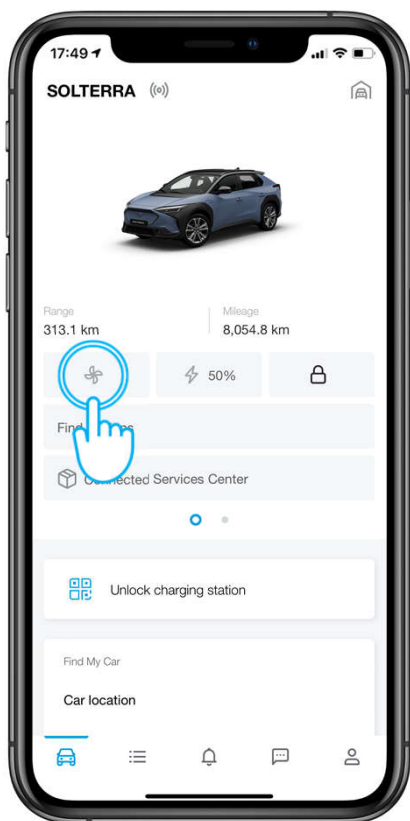 17:49
SOLTERRA
Range
Mileage
313.1 km
8,054.8 km
50%
Find
Services Center
Unlock charging station
Find My Car
Car location